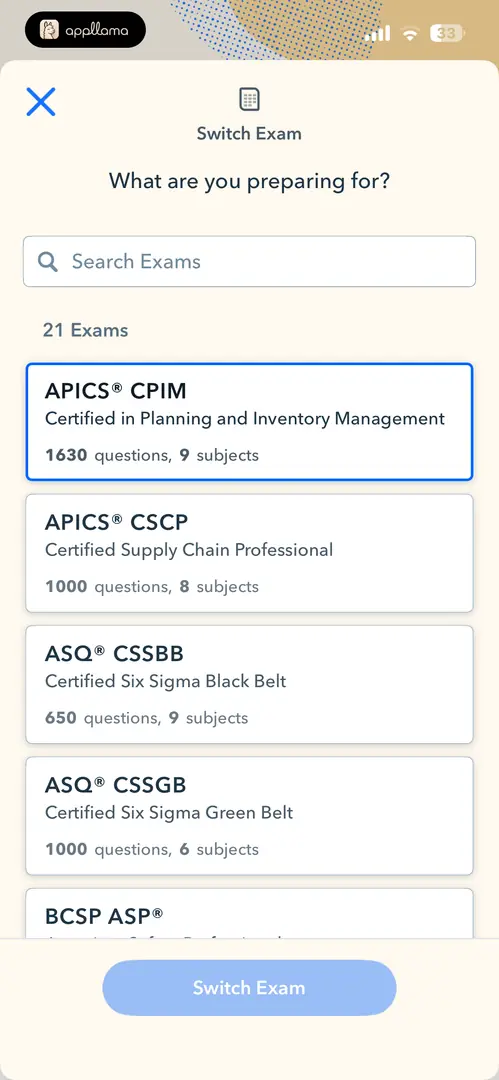 appllama
33
Switch Exam
What are you preparing for?
Search Exams
21 Exams
APICS® CPIM
Certified in Planning and Inventory Management
1630 questions, 9 subjects
APICS® CSCP
Certified Supply Chain Professional
1000 questions, 8 subjects
ASQ® CSSBB
Certified Six Sigma Black Belt
650 questions, 9 subjects
ASQ® CSSGB
Certified Six Sigma Green Belt
1000 questions, 6 subjects
BCSP ASP®
Switch Exam